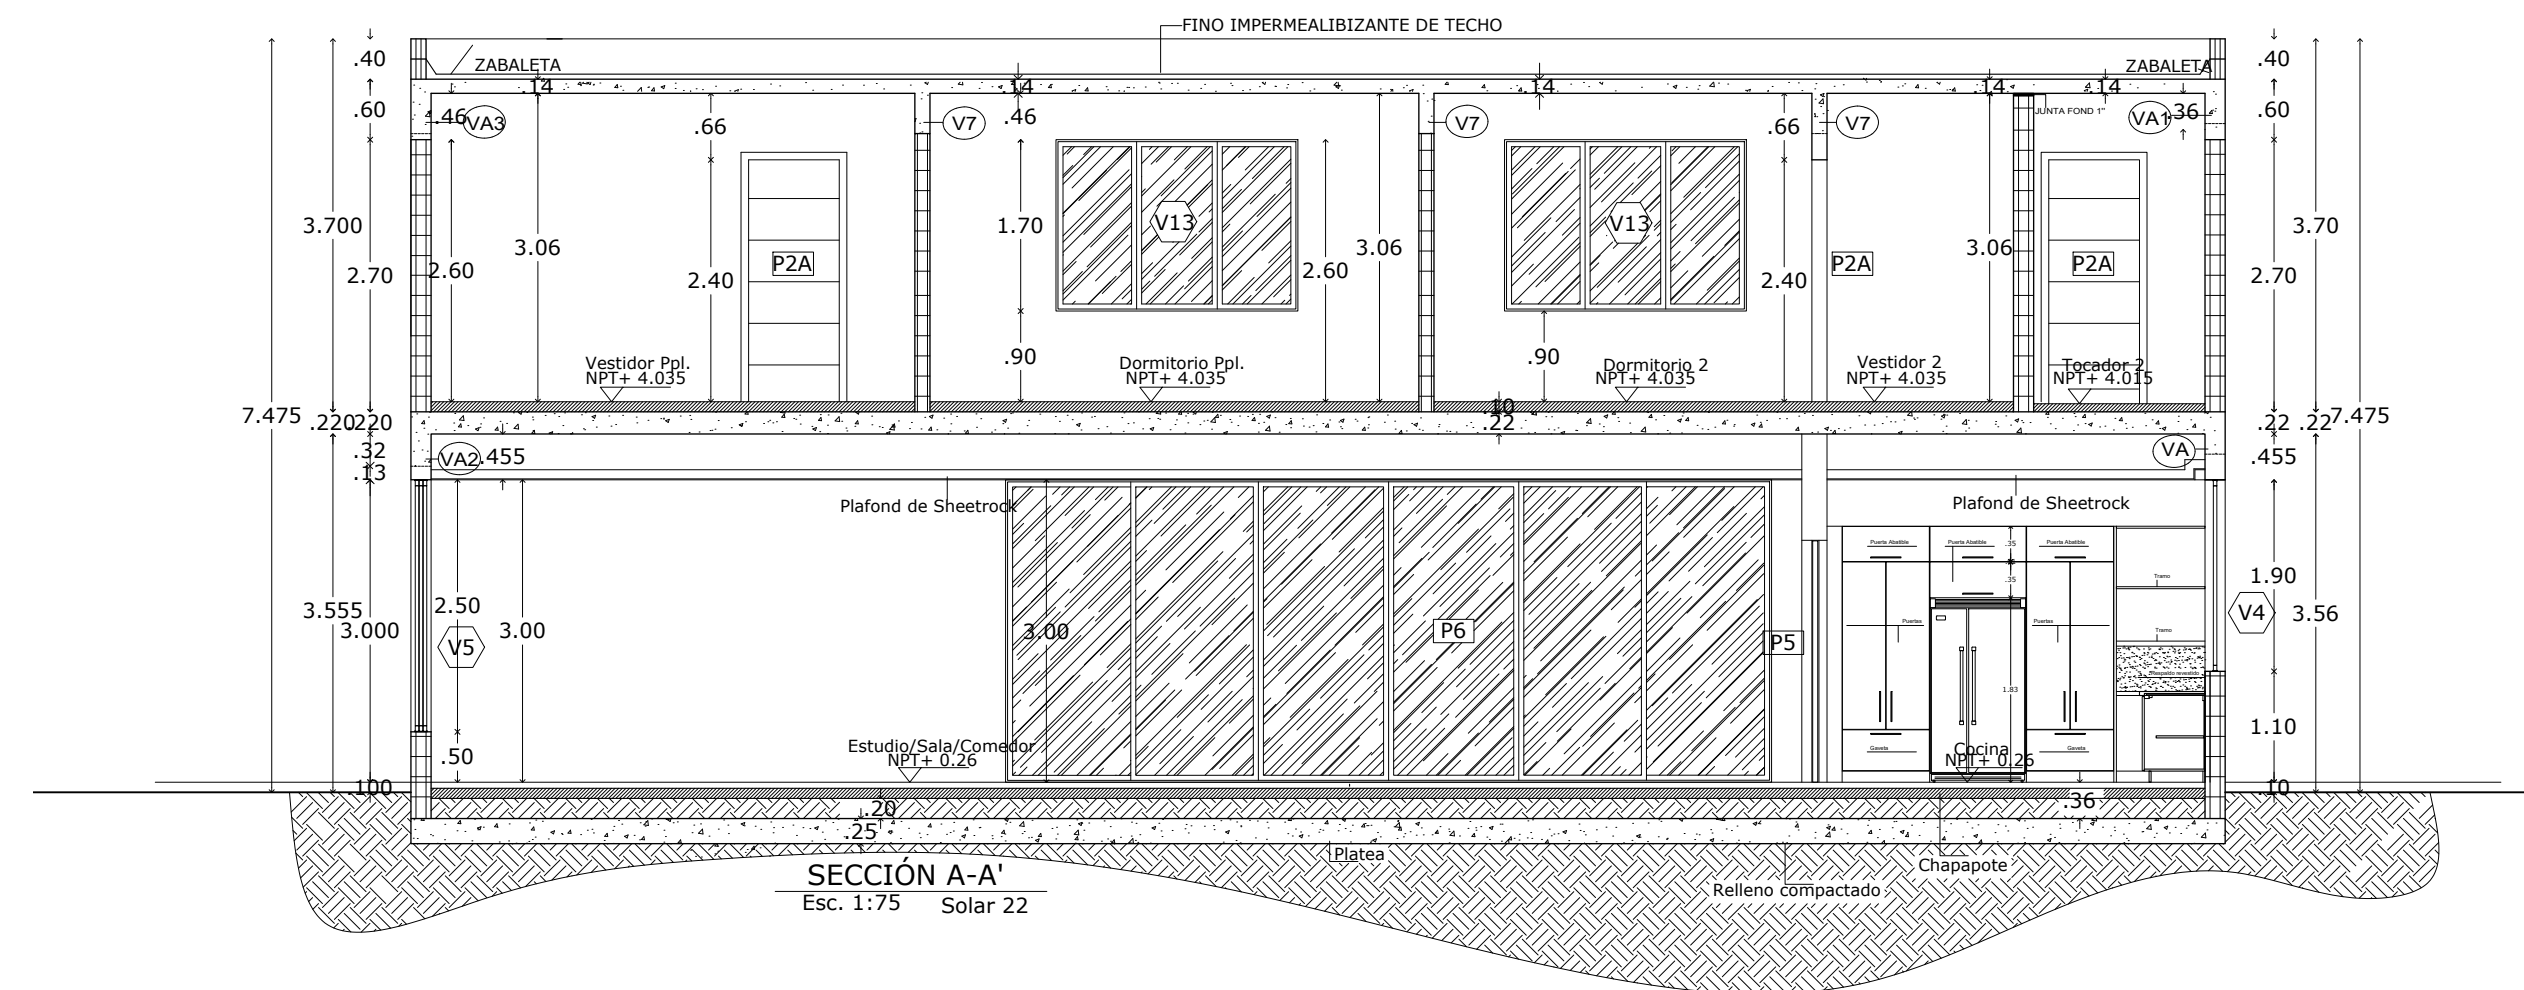 FINO IMPERMEALIBIZANTE DE TECHO
.40
ZABALETA
ZABALETA
.40
.14
.14
.14
.14
.14
.60
.46
VA3
.66
V7
.46
V7
.66
V7
JUNTA FOND 1"
VA1
.36
.60
3.700
2.70
2.60
3.06
2.40
P2A
1.70
V13
2.60
3.06
V13
2.40
P2A
3.06
P2A
2.70
3.70
.90
.90
Vestidor Ppl.
NPT+ 4.035
Dormitorio Ppl.
NPT+ 4.035
Dormitorio 2
NPT+ 4.035
Vestidor 2
NPT+ 4.035
Tocador 2
NPT+ 4.015
7.475
.220
.220
.10
.22
.22
.22
7.475
.32
.13
VA2
.455
VA
.455
Plafond de Sheetrock
Plafond de Sheetrock
Puerta Abatible
Puerta Abatible
Puerta Abatible
.35
.35
Tramo
1.90
3.555
3.000
2.50
3.00
V5
3.00
P6
P5
Puertas
Puertas
Tramo
V4
3.56
Respaldo revestido
1.83
1.10
.50
Estudio/Sala/Comedor
NPT+ 0.26
Gaveta
Cocina
NPT+ 0.26
Gaveta
.100
.10
.20
.36
.25
Platea
Chapapote
Relleno compactado
SECCIÓN A-A'
Esc. 1:75
Solar 22